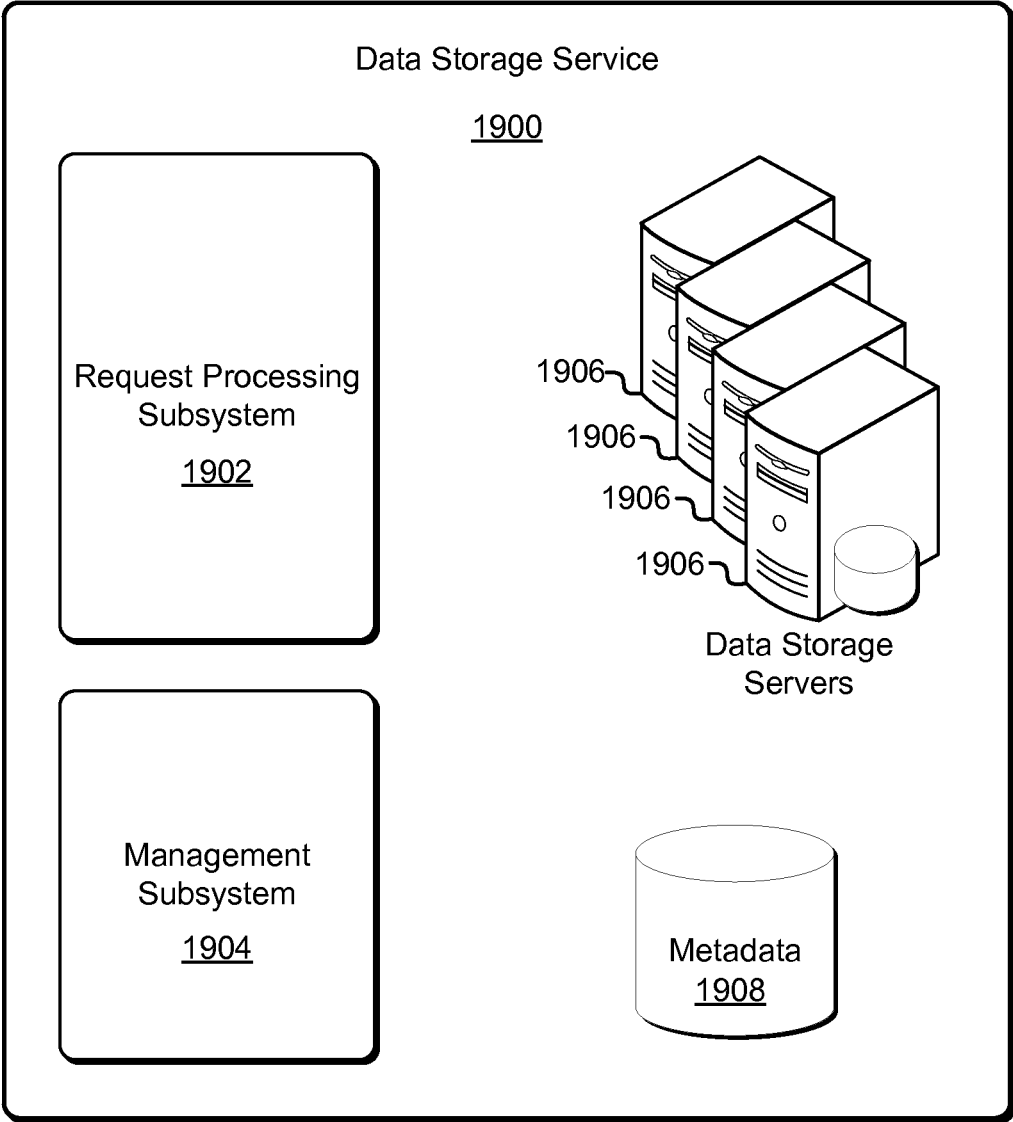 Data Storage Service
1900
Request Processing
Subsystem
1902
1906
1906
1906
1906
Data Storage
Servers
Management
Subsystem
1904
Metadata
1908